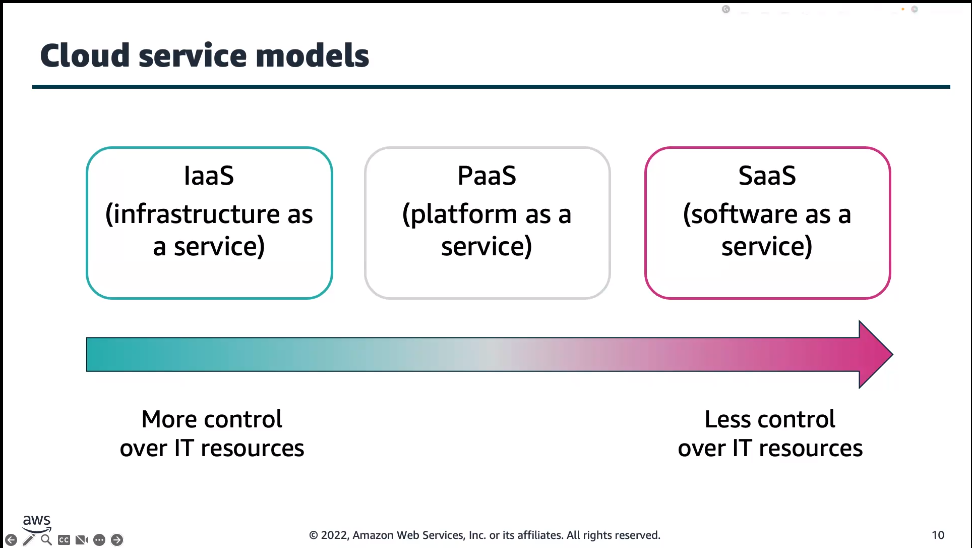 Cloud service models
IaaS
(infrastructure as
a service)
PaaS
(platform as a
service)
SaaS
(software as a
service)
More control
over IT resources
Less control
over IT resources
aws
CC
© 2022, Amazon Web Services, Inc. or its affiliates. All rights reserved.
10